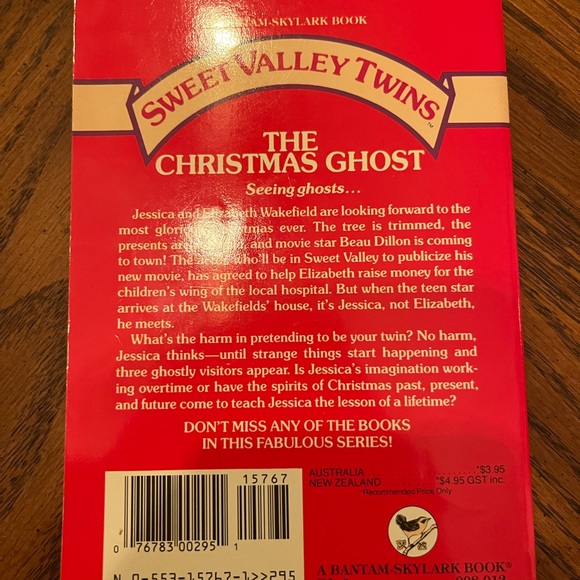 A BANTAM-SKYLARK BOOK
SWEET VALLEY TWINS™
THE
CHRISTMAS GHOST
Seeing ghosts...
Jessica and Elizabeth Wakefield are looking forward to the
most glorious Christmas ever. The tree is trimmed, the
presents are, and movie star Beau Dillon is coming
to town! The actor, who'll be in Sweet Valley to publicize his
new movie, has agreed to help Elizabeth raise money for the
children's wing of the local hospital. But when the teen star
arrives at the Wakefields' house, it's Jessica, not Elizabeth,
he meets.
What's the harm in pretending to be your twin? No harm,
Jessica thinks—until strange things start happening and
three ghostly visitors appear. Is Jessica's imagination work-
ing overtime or have the spirits of Christmas past, present,
and future come to teach Jessica the lesson of a lifetime?
DON'T MISS ANY OF THE BOOKS
IN THIS FABULOUS SERIES!
15767
AUSTRALIA ........ *$3.95
NEW ZEALAND ........ *$4.95 GST inc.
*Recommended Price Only
0 76783 00295 1
N 0-553-15767-1>>295
A BANTAM-SKYLARK BOOK®